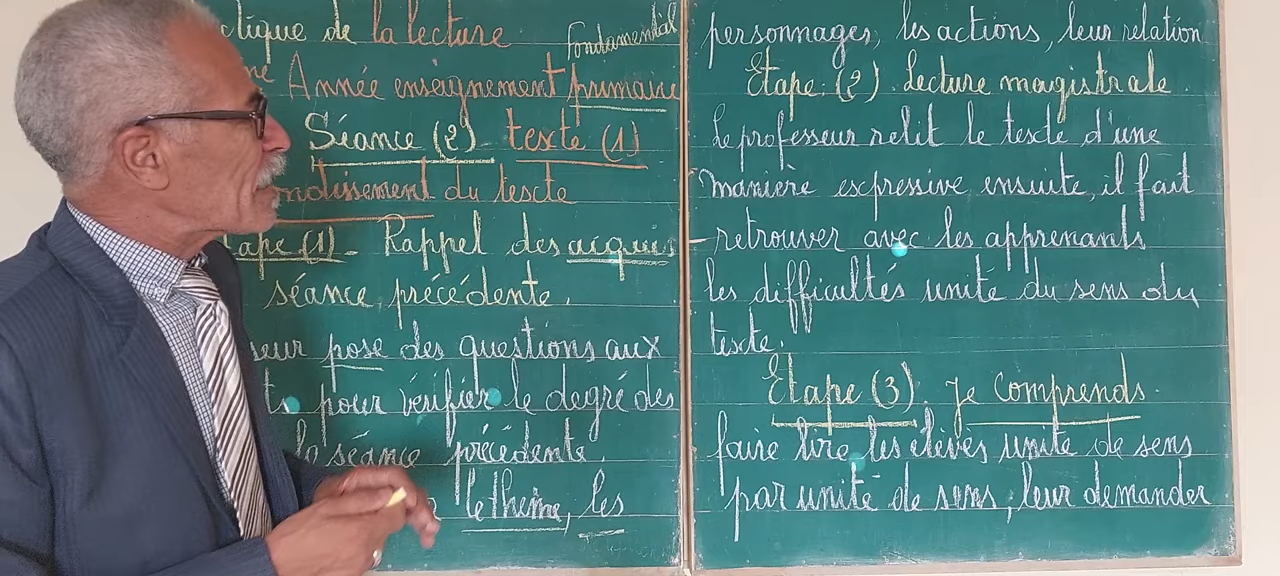 de la lecture
fondamental
Année enseignement primaire
Séance (2) texte (1)
du texte
(1) - Rappel des acquis
séance précédente.
pose des questions aux
pour vérifier le degré des
la séance précédente.
le theme, les
personnages, les actions, leur relation
Etape: (2). Lecture magistrale
Le professeur relit le texte d'une
manière expressive ensuite, il fait
- retrouver avec les apprenants
les difficultés unité du sens du
texte.
Etape (3). Je comprends.
faire lire les élèves unité de sens
par unité de sens, leur demander